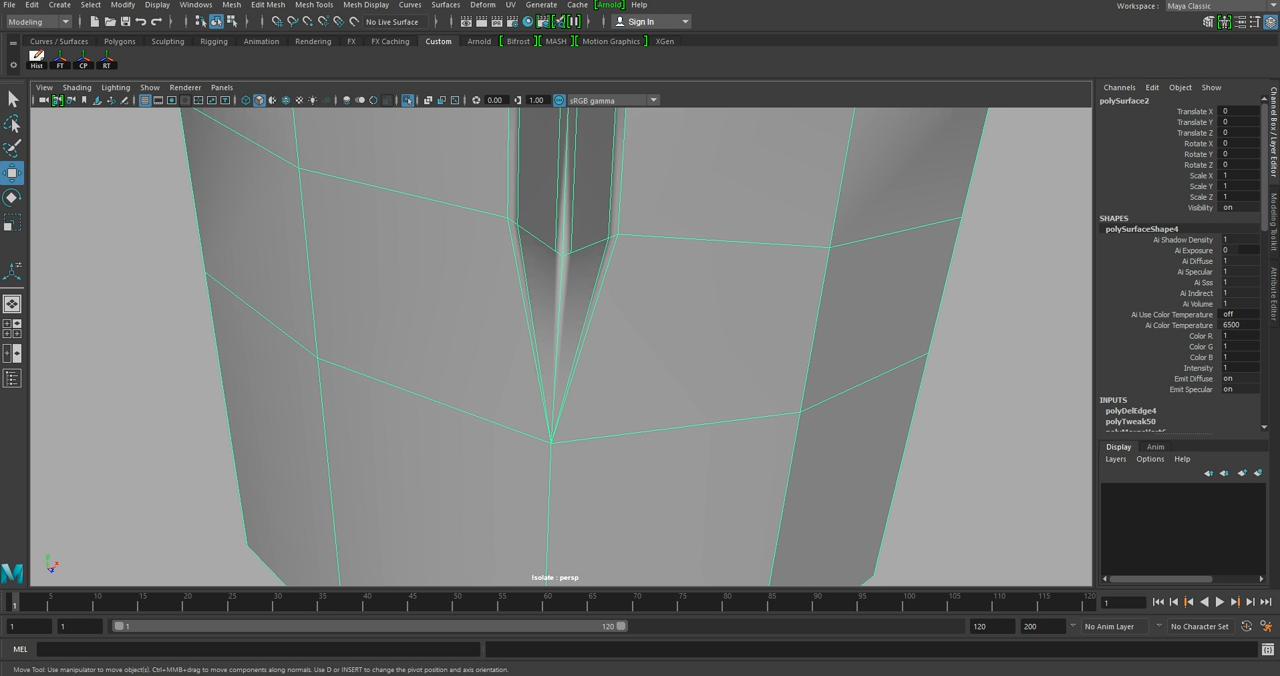 File Edit Create Select Modify Display Windows Mesh Edit Mesh Mesh Tools Mesh Display Curves Surfaces Deform UV Generate Cache [Arnold] Help
Workspace : Maya Classic
Modeling No Live Surface Sign In
Curves / Surfaces Polygons Sculpting Rigging Animation Rendering FX FX Caching Custom Arnold Bifrost MASH Motion Graphics XGen
Hist FT CP RT
View Shading Lighting Show Renderer Panels
0.00 1.00 sRGB gamma
Isolate : persp
Channels Edit Object Show
polySurface2
Translate X 0
Translate Y 0
Translate Z 0
Rotate X 0
Rotate Y 0
Rotate Z 0
Scale X 1
Scale Y 1
Scale Z 1
Visibility on
SHAPES
polySurfaceShape4
Ai Shadow Density 1
Ai Exposure 0
Ai Diffuse 1
Ai Specular 1
Ai Sss 1
Ai Indirect 1
Ai Volume 1
Ai Use Color Temperature off
Ai Color Temperature 6500
Color R 1
Color G 1
Color B 1
Intensity 1
Emit Diffuse on
Emit Specular on
INPUTS
polyDelEdge4
polyTweak50
Channel Box / Layer Editor
Modeling Toolkit
Attribute Editor
Display Anim
Layers Options Help
1 5 10 15 20 25 30 35 40 45 50 55 60 65 70 75 80 85 90 95 100 105 110 115 120
1
1 1 1 120 120 200 No Anim Layer No Character Set
MEL
Move Tool: Use manipulator to move object(s). Ctrl+MMB+drag to move components along normals. Use D or INSERT to change the pivot position and axis orientation.